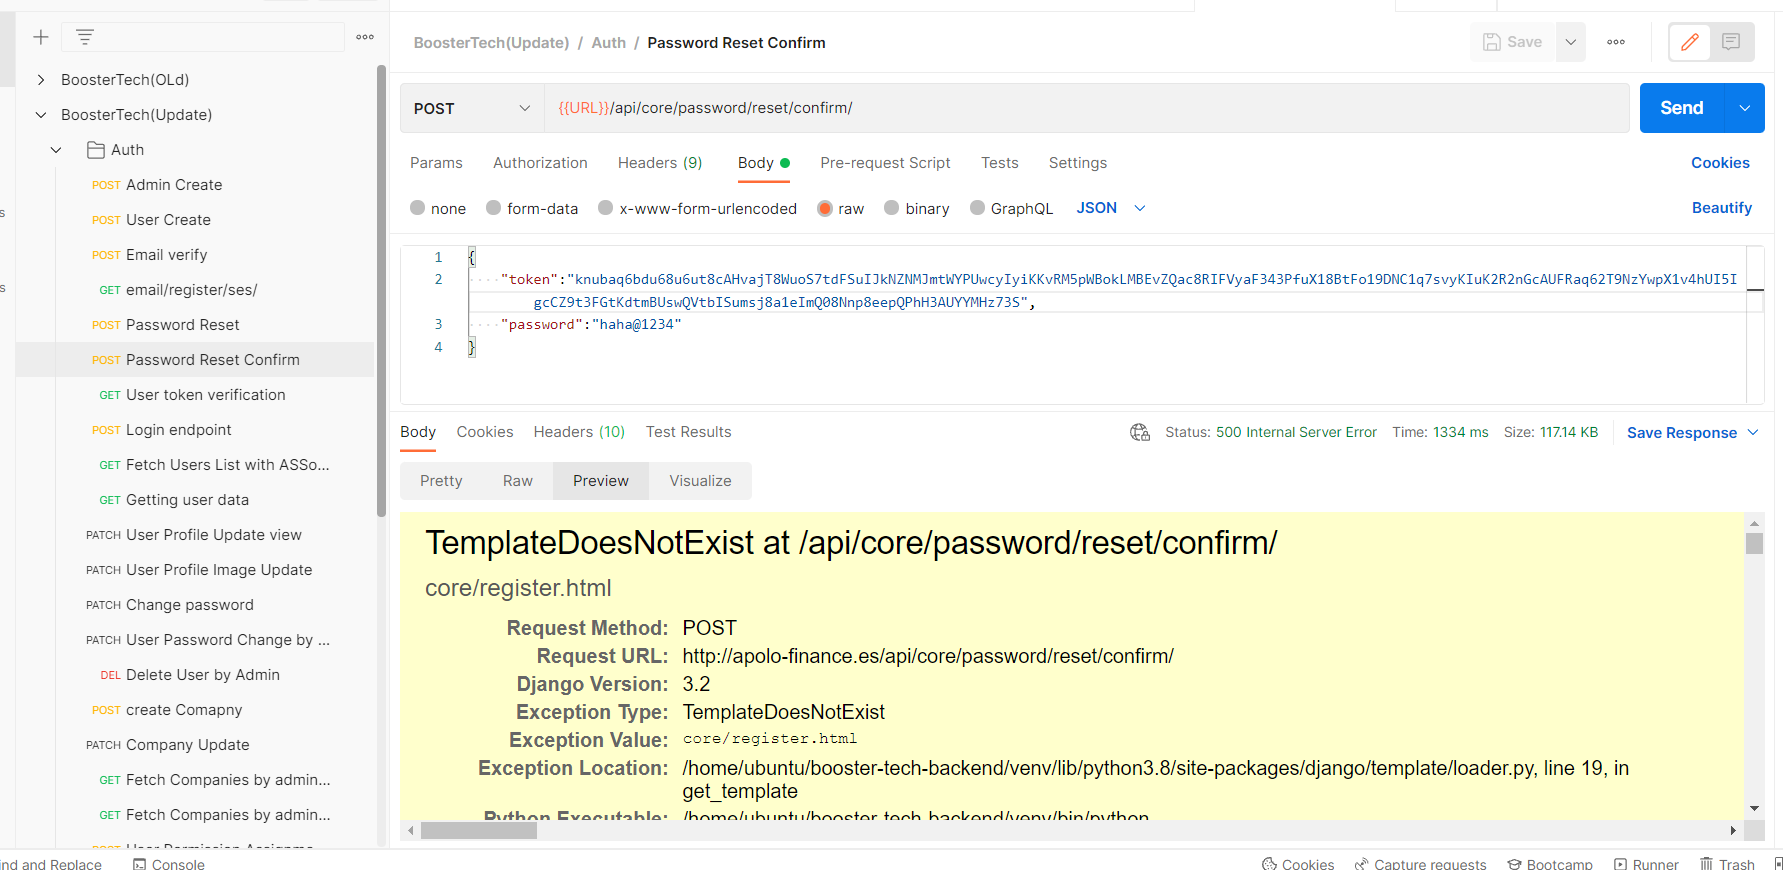 BoosterTech(OLd)
BoosterTech(Update)
Auth
POST Admin Create
POST User Create
POST Email verify
GET email/register/ses/
POST Password Reset
POST Password Reset Confirm
GET User token verification
POST Login endpoint
GET Fetch Users List with ASSo...
GET Getting user data
PATCH User Profile Update view
PATCH User Profile Image Update
PATCH Change password
PATCH User Password Change by ...
DEL Delete User by Admin
POST create Comapny
PATCH Company Update
GET Fetch Companies by admin...
GET Fetch Companies by admin...
BoosterTech(Update) / Auth / Password Reset Confirm
Save
POST
{{URL}}/api/core/password/reset/confirm/
Send
Params Authorization Headers (9) Body Pre-request Script Tests Settings Cookies
none form-data x-www-form-urlencoded raw binary GraphQL JSON Beautify
1 {
2 "token":"knubaq6bdu68u6ut8cAHvajT8WuoS7tdFSuIJkNZNMJmtWYPUwcyIyiKKvRM5pWBokLMBEvZQac8RIFVyaF343PfuX18BtFo19DNC1q7svyKIuK2R2nGcAUFRaq62T9NzYwpX1v4hUI5I
gcCZ9t3FGtKdtmBUswQVtbISumsj8a1eImQ08Nnp8eepQPhH3AUYYMHz73S",
3 "password":"haha@1234"
4 }
Body Cookies Headers (10) Test Results Status: 500 Internal Server Error Time: 1334 ms Size: 117.14 KB Save Response
Pretty Raw Preview Visualize
TemplateDoesNotExist at /api/core/password/reset/confirm/
core/register.html
Request Method: POST
Request URL: http://apolo-finance.es/api/core/password/reset/confirm/
Django Version: 3.2
Exception Type: TemplateDoesNotExist
Exception Value: core/register.html
Exception Location: /home/ubuntu/booster-tech-backend/venv/lib/python3.8/site-packages/django/template/loader.py, line 19, in
get_template
Python Executable: /home/ubuntu/booster-tech-backend/venv/bin/python
and Replace Console Cookies Capture requests Bootcamp Runner Trash